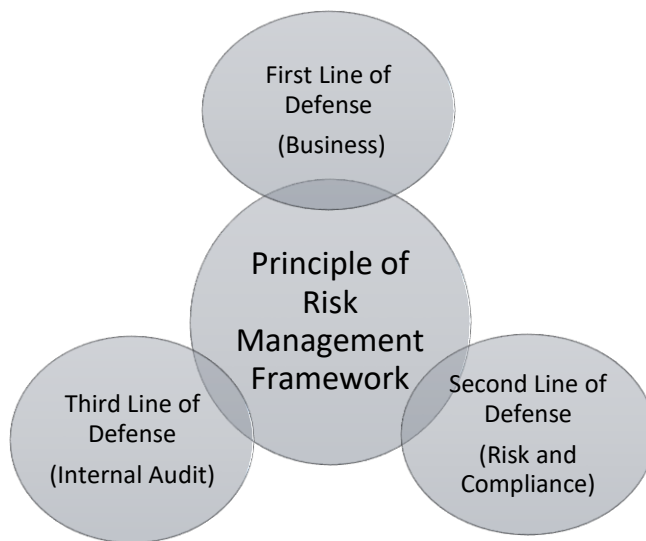 First Line of
Defense
(Business)
Principle of
Risk
Management
Framework
Third Line of
Defense
(Internal Audit)
Second Line of
Defense
(Risk and
Compliance)